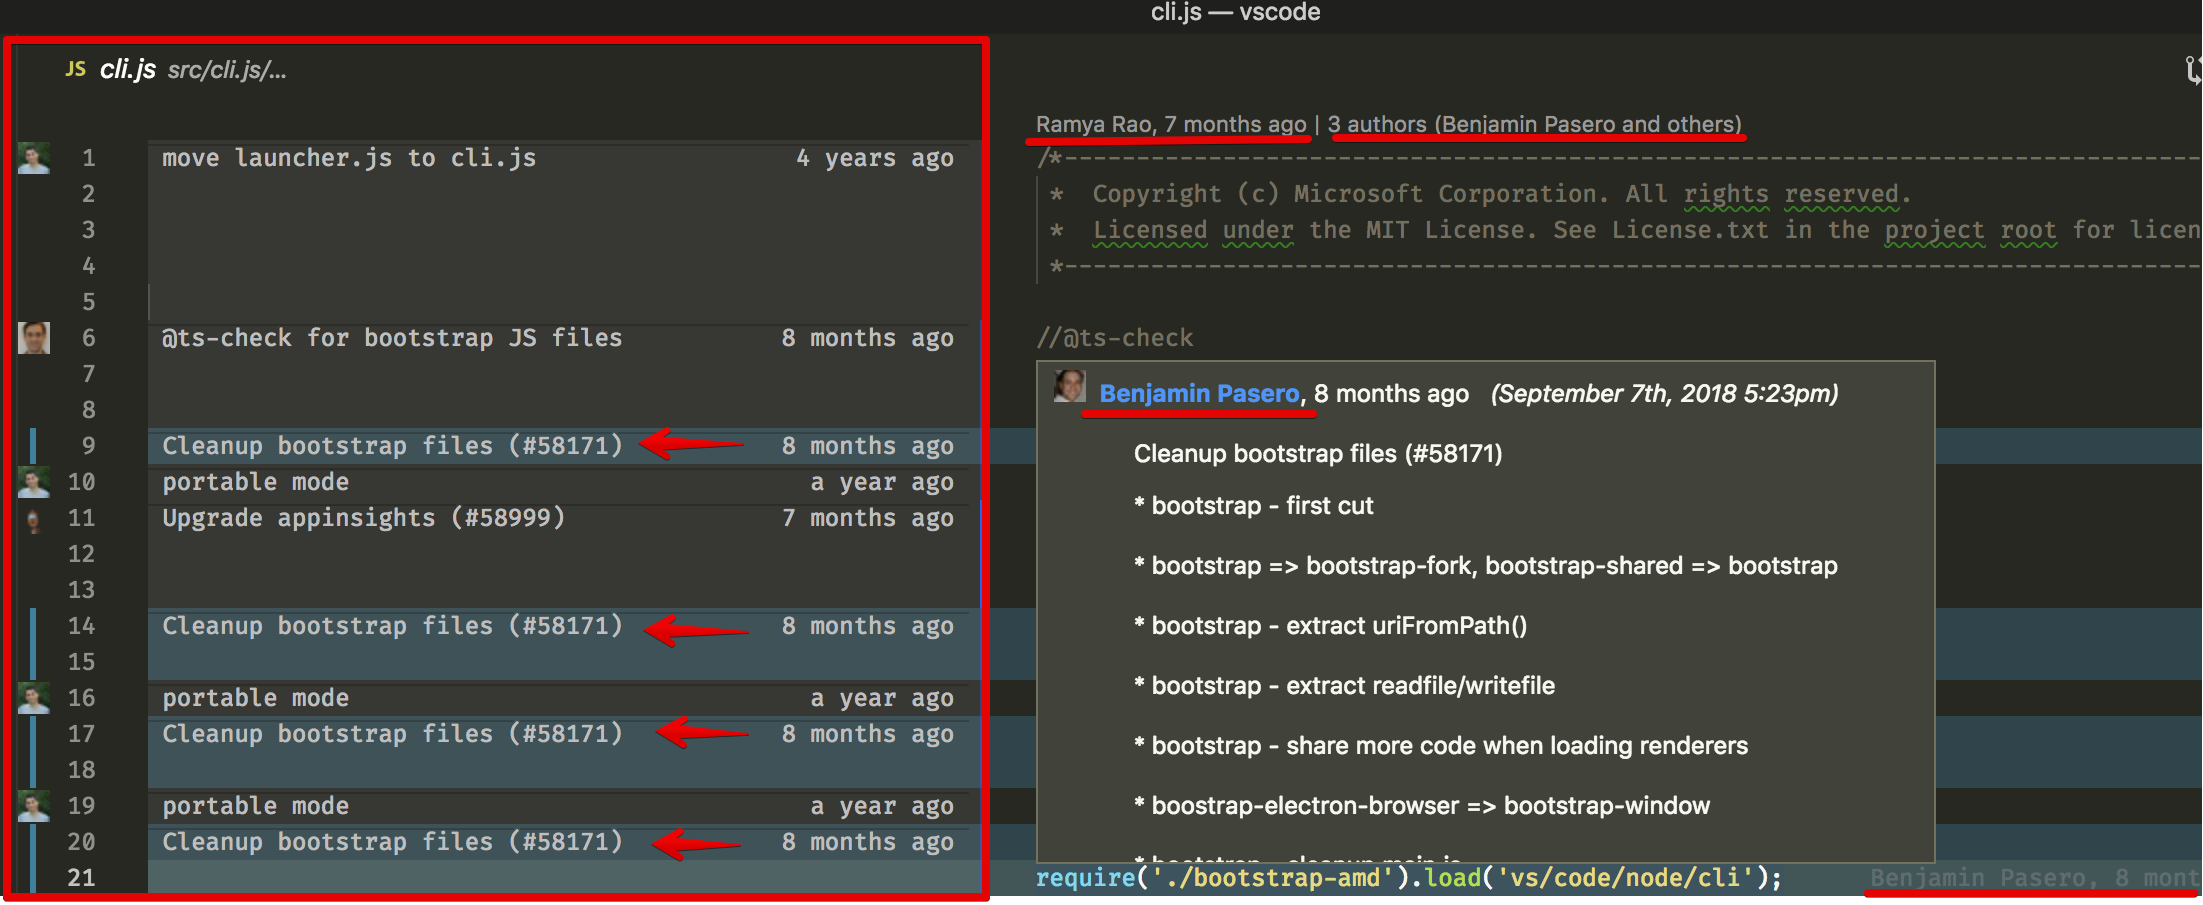 cli.js — vscode
JS cli.js src/cli.js/...
Ramya Rao, 7 months ago | 3 authors (Benjamin Pasero and others)
1 move launcher.js to cli.js 4 years ago
/*---------------------------------------------------------------
2
* Copyright (c) Microsoft Corporation. All rights reserved.
3
* Licensed under the MIT License. See License.txt in the project root for licen
4
*---------------------------------------------------------------
5
6 @ts-check for bootstrap JS files 8 months ago
//@ts-check
7
8
9 Cleanup bootstrap files (#58171) 8 months ago
10 portable mode a year ago
11 Upgrade appinsights (#58999) 7 months ago
12
13
14 Cleanup bootstrap files (#58171) 8 months ago
15
16 portable mode a year ago
17 Cleanup bootstrap files (#58171) 8 months ago
18
19 portable mode a year ago
20 Cleanup bootstrap files (#58171) 8 months ago
21
Benjamin Pasero, 8 months ago (September 7th, 2018 5:23pm)
Cleanup bootstrap files (#58171)
* bootstrap - first cut
* bootstrap => bootstrap-fork, bootstrap-shared => bootstrap
* bootstrap - extract uriFromPath()
* bootstrap - extract readfile/writefile
* bootstrap - share more code when loading renderers
* boostrap-electron-browser => bootstrap-window
* bootstrap - cleanup main.js
require('./bootstrap-amd').load('vs/code/node/cli'); Benjamin Pasero, 8 mont